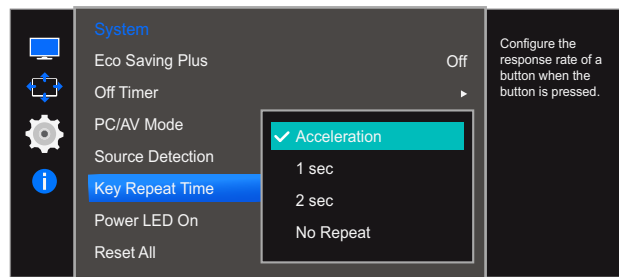 System
Eco Saving Plus Off
Off Timer
PC/AV Mode
Source Detection
Key Repeat Time
Power LED On
Reset All
Acceleration
1 sec
2 sec
No Repeat
Configure the
response rate of a
button when the
button is pressed.